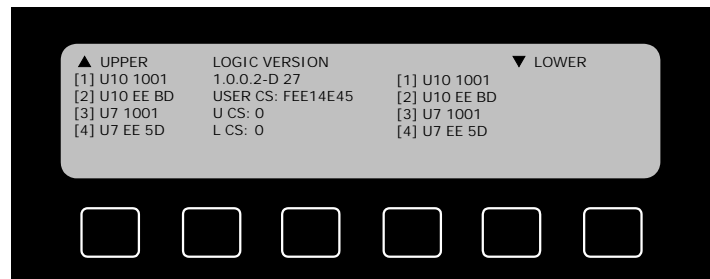 ▲ UPPER LOGIC VERSION ▼ LOWER
[1] U10 1001 1.0.0.2-D 27 [1] U10 1001
[2] U10 EE BD USER CS: FEE14E45 [2] U10 EE BD
[3] U7 1001 U CS: 0 [3] U7 1001
[4] U7 EE 5D L CS: 0 [4] U7 EE 5D